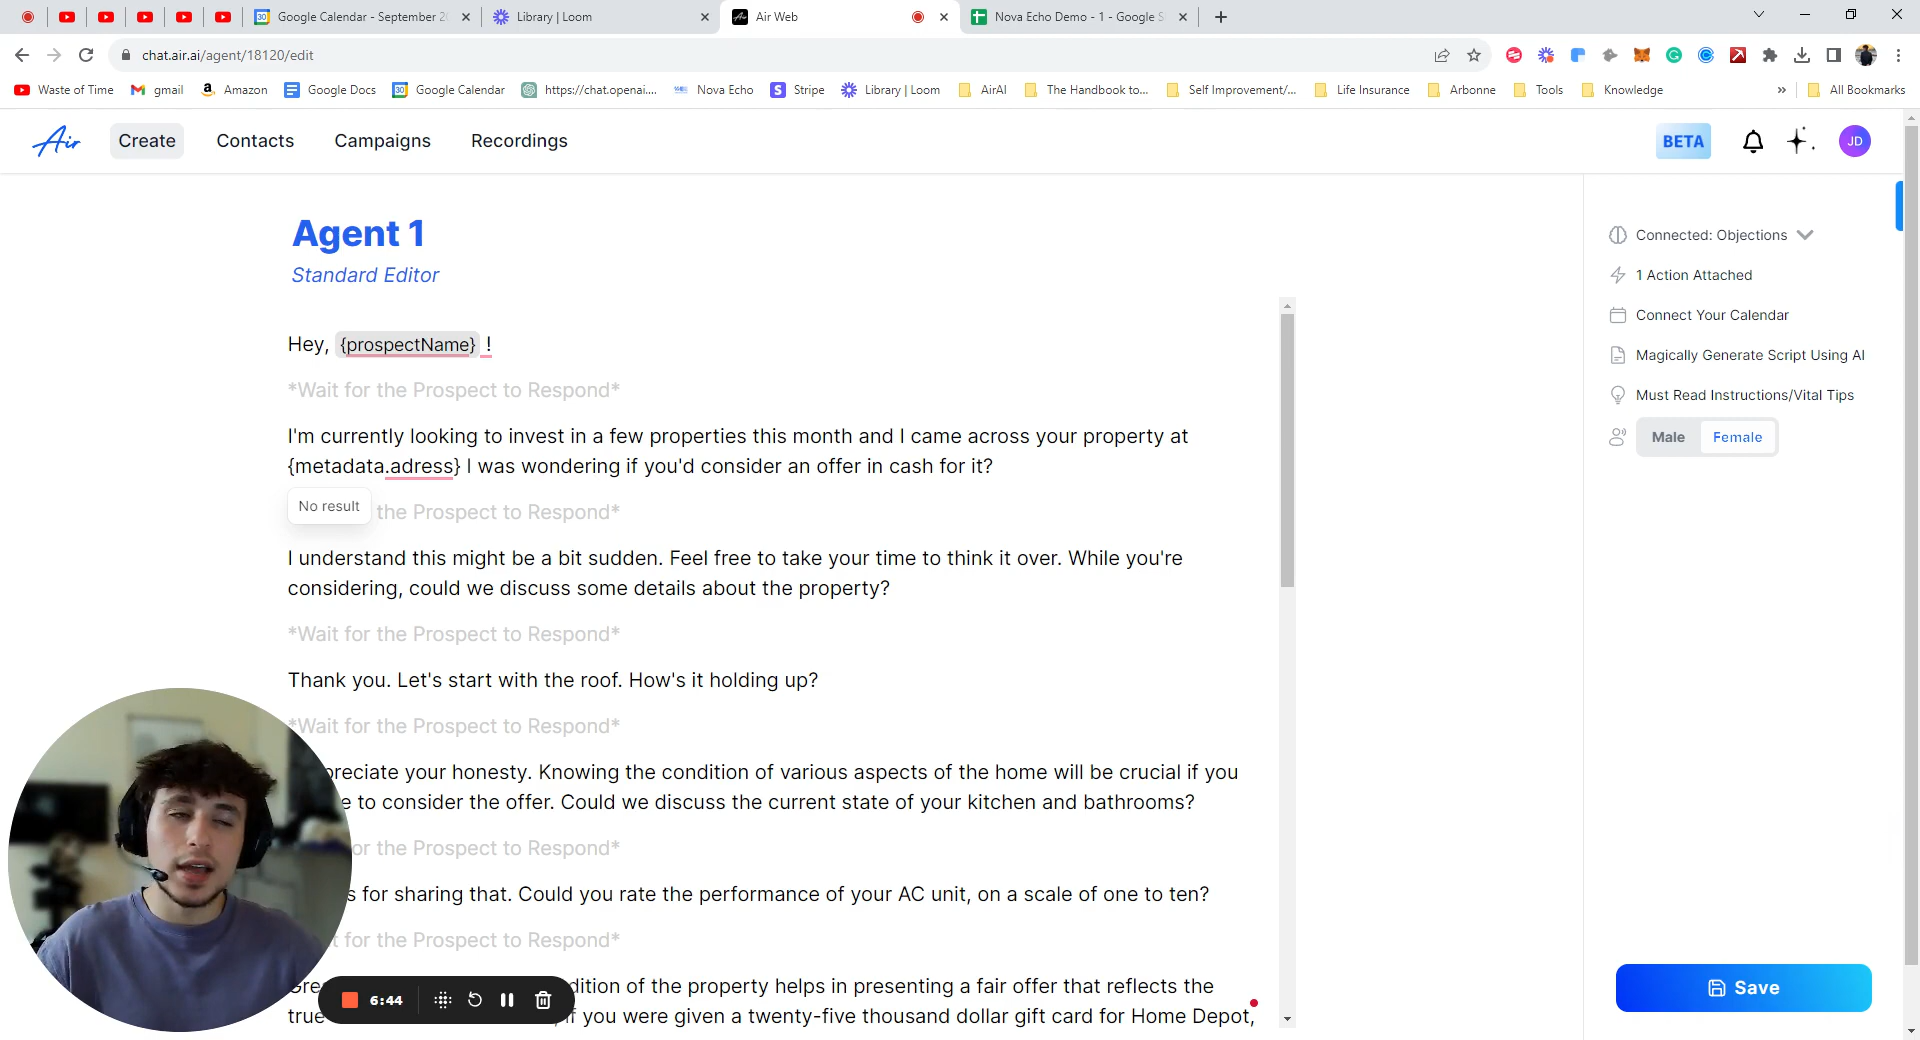 Google Calendar - September 2
Library | Loom
Air Web
Nova Echo Demo - 1 - Google S
chat.air.ai/agent/18120/edit
Waste of Time
gmail
Amazon
Google Docs
Google Calendar
https://chat.openai....
Nova Echo
Stripe
Library | Loom
AirAI
The Handbook to...
Self Improvement/...
Life Insurance
Arbonne
Tools
Knowledge
»
All Bookmarks
Air
Create
Contacts
Campaigns
Recordings
BETA
JD
Agent 1
Standard Editor
Hey, {prospectName} !
*Wait for the Prospect to Respond*
I'm currently looking to invest in a few properties this month and I came across your property at
{metadata.adress} I was wondering if you'd consider an offer in cash for it?
No result
the Prospect to Respond*
I understand this might be a bit sudden. Feel free to take your time to think it over. While you're
considering, could we discuss some details about the property?
*Wait for the Prospect to Respond*
Thank you. Let's start with the roof. How's it holding up?
*Wait for the Prospect to Respond*
preciate your honesty. Knowing the condition of various aspects of the home will be crucial if you
e to consider the offer. Could we discuss the current state of your kitchen and bathrooms?
or the Prospect to Respond*
s for sharing that. Could you rate the performance of your AC unit, on a scale of one to ten?
for the Prospect to Respond*
dition of the property helps in presenting a fair offer that reflects the
true
if you were given a twenty-five thousand dollar gift card for Home Depot,
6:44
Connected: Objections
1 Action Attached
Connect Your Calendar
Magically Generate Script Using AI
Must Read Instructions/Vital Tips
Male
Female
Save